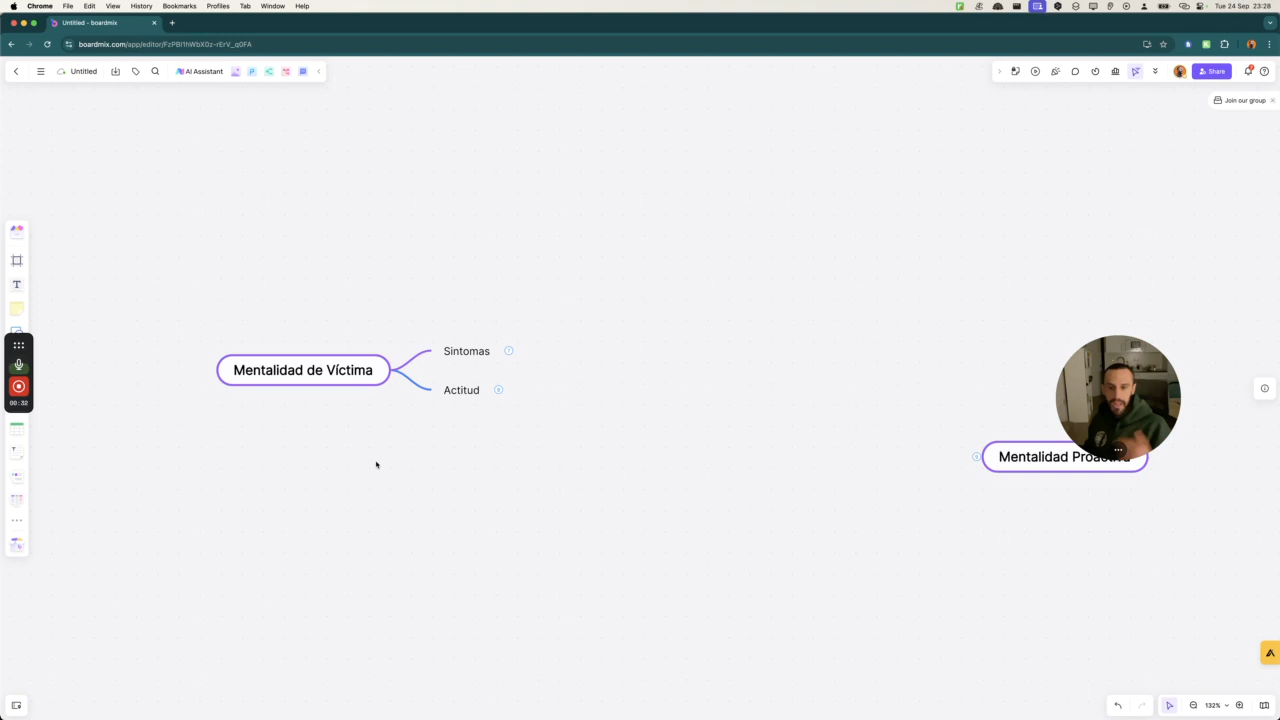 Chrome File Edit View History Bookmarks Profiles Tab Window Help
Tue 24 Sep 23:28
Untitled - boardmix
boardmix.com/app/editor/FzPBl1hWbX0z-rErV_q0FA
Untitled
AI Assistant
Share
Join our group
Mentalidad de Víctima
Sintomas 7
Actitud
00:32
Mentalidad
132%